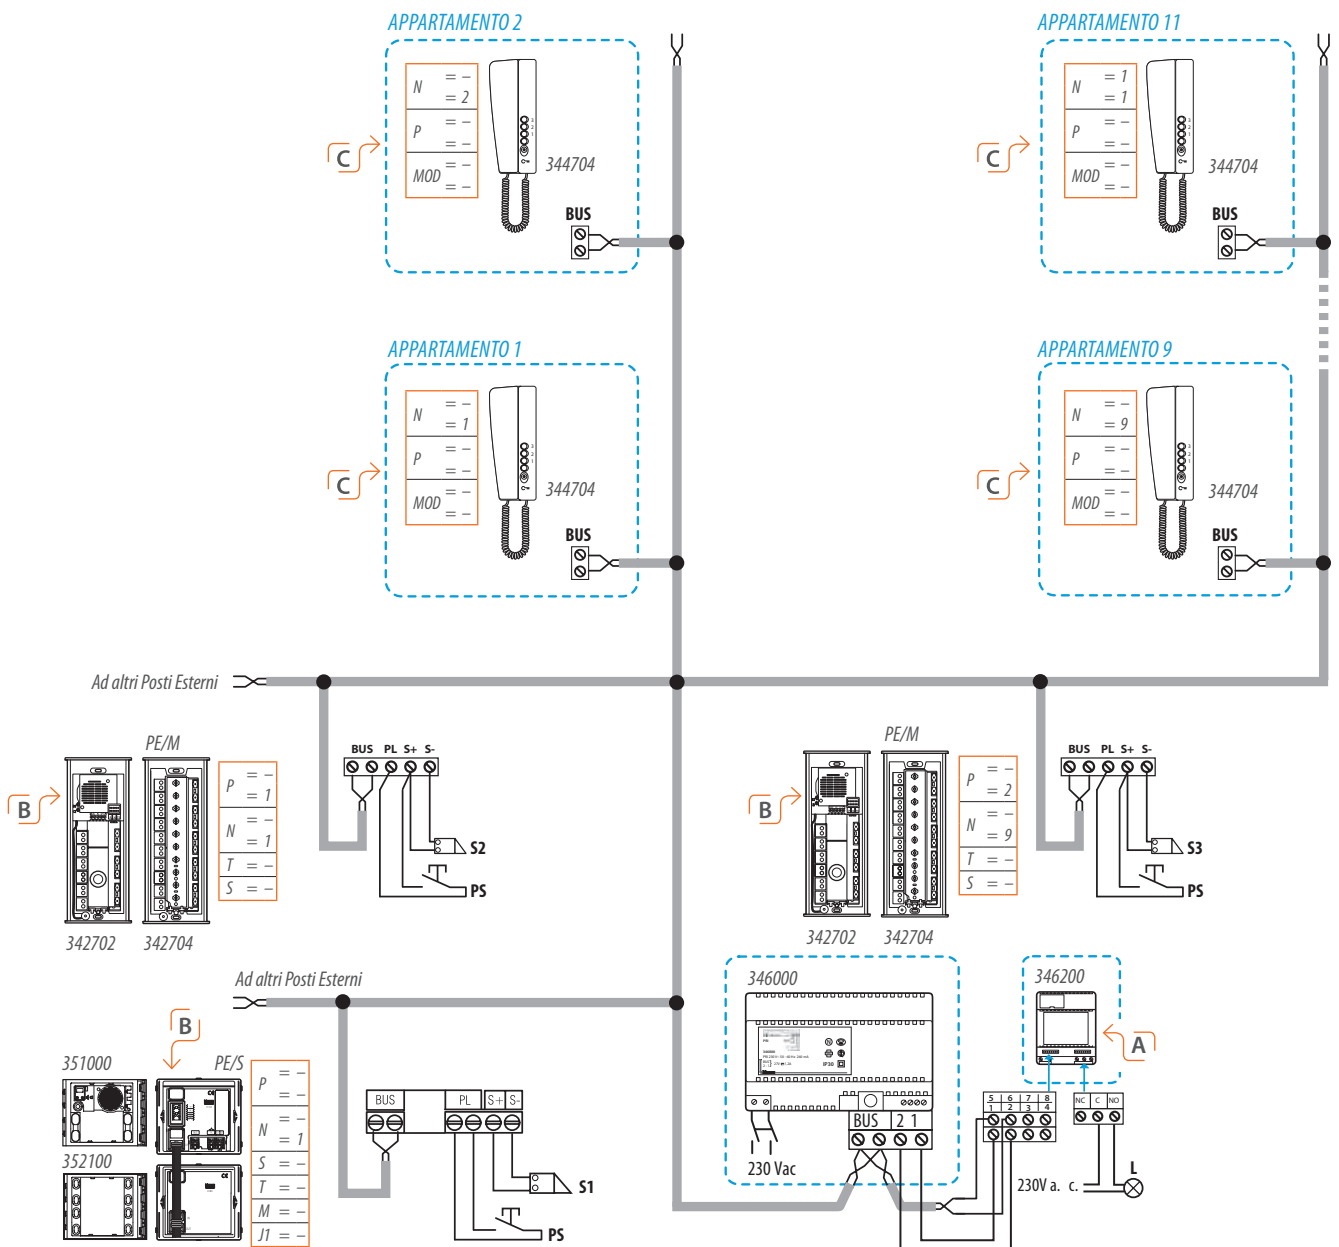 APPARTAMENTO 2
N = –
= 2
P = –
= –
MOD = –
= –
C
344704
BUS
APPARTAMENTO 11
N = 1
= 1
P = –
= –
MOD = –
= –
C
344704
BUS
APPARTAMENTO 1
N = –
= 1
P = –
= –
MOD = –
= –
C
344704
BUS
APPARTAMENTO 9
N = –
= 9
P = –
= –
MOD = –
= –
C
344704
BUS
Ad altri Posti Esterni
PE/M
B
P = –
= 1
N = –
= 1
T = –
S = –
342702 342704
BUS PL S+ S-
S2
PS
PE/M
B
P = –
= 2
N = –
= 9
T = –
S = –
342702 342704
BUS PL S+ S-
S3
PS
Ad altri Posti Esterni
B
351000
PE/S
352100
P = –
= –
N = –
= 1
S = –
T = –
M = –
J1 = –
BUS PL S+ S-
S1
PS
346000
IP30
BUS 2 1
230 Vac
346200
A
5 6 7 8
1 2 3 4
NC C NO
230V a. c.
L